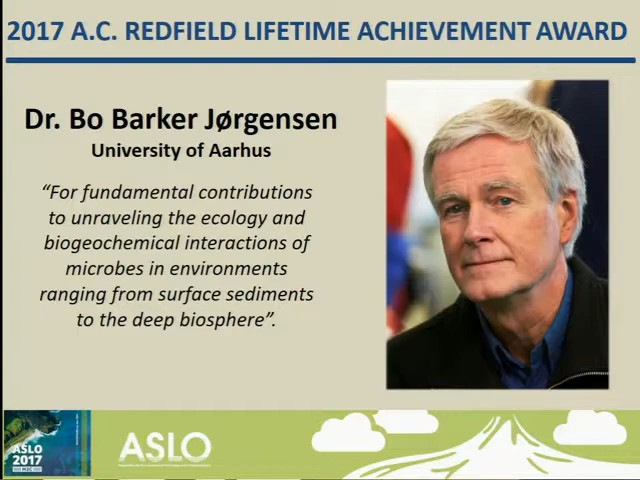 2017 A.C. REDFIELD LIFETIME ACHIEVEMENT AWARD
Dr. Bo Barker Jørgensen
University of Aarhus
“For fundamental contributions
to unraveling the ecology and
biogeochemical interactions of
microbes in environments
ranging from surface sediments
to the deep biosphere”.
ASLO
2017
ASLO